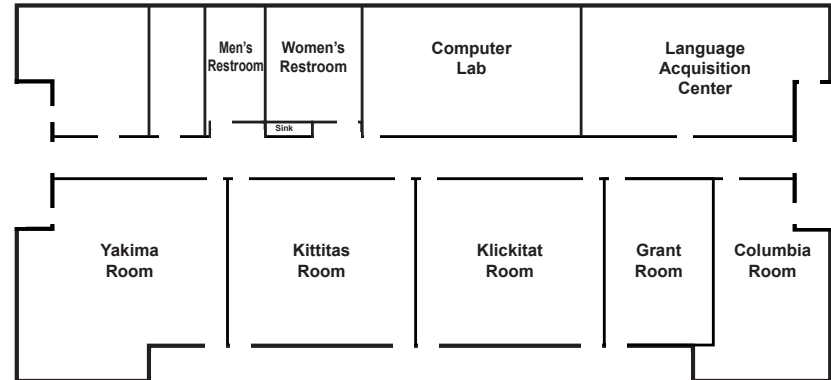 Men's
Restroom
Women's
Restroom
Computer
Lab
Language
Acquisition
Center
Sink
Yakima
Room
Kittitas
Room
Klickitat
Room
Grant
Room
Columbia
Room